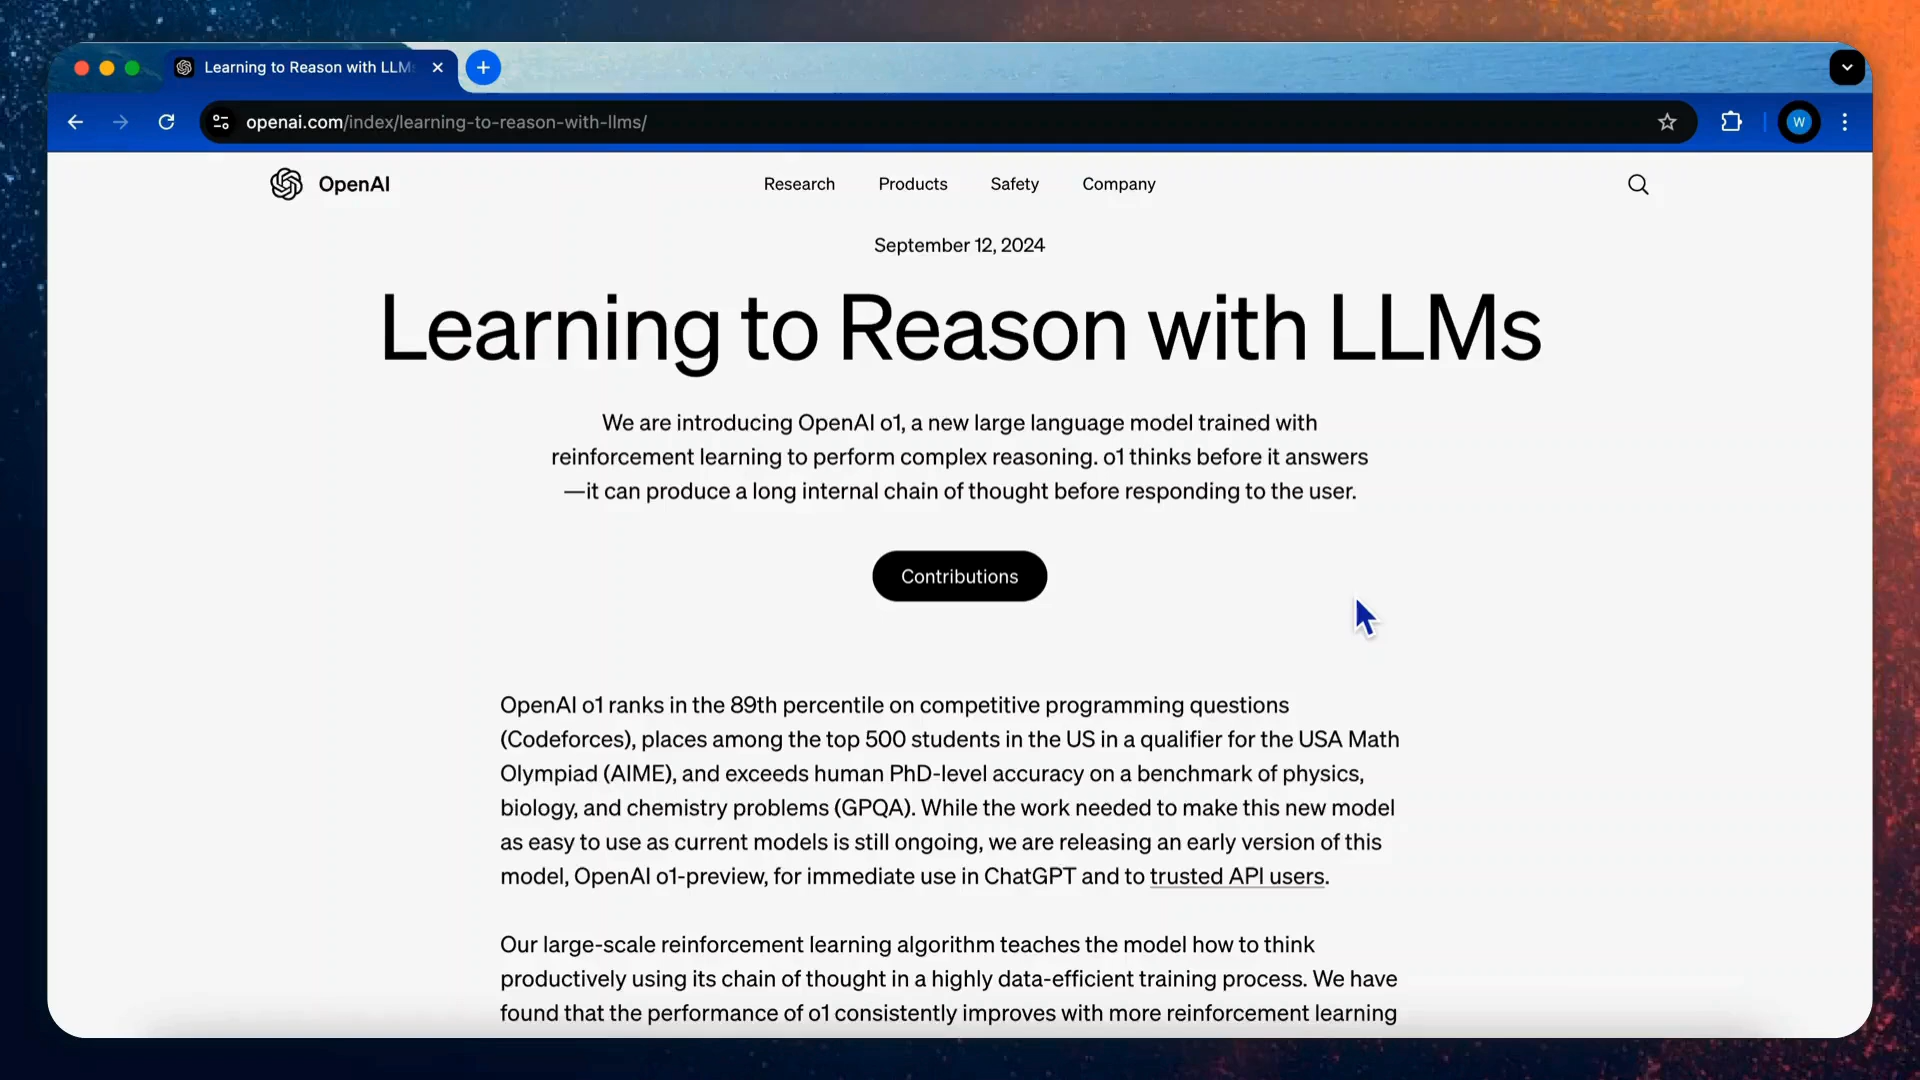 Learning to Reason with LLMs
openai.com/index/learning-to-reason-with-llms/
W
OpenAI
Research
Products
Safety
Company
September 12, 2024
Learning to Reason with LLMs
We are introducing OpenAI o1, a new large language model trained with
reinforcement learning to perform complex reasoning. o1 thinks before it answers
—it can produce a long internal chain of thought before responding to the user.
Contributions
OpenAI o1 ranks in the 89th percentile on competitive programming questions
(Codeforces), places among the top 500 students in the US in a qualifier for the USA Math
Olympiad (AIME), and exceeds human PhD-level accuracy on a benchmark of physics,
biology, and chemistry problems (GPQA). While the work needed to make this new model
as easy to use as current models is still ongoing, we are releasing an early version of this
model, OpenAI o1-preview, for immediate use in ChatGPT and to trusted API users.
Our large-scale reinforcement learning algorithm teaches the model how to think
productively using its chain of thought in a highly data-efficient training process. We have
found that the performance of o1 consistently improves with more reinforcement learning